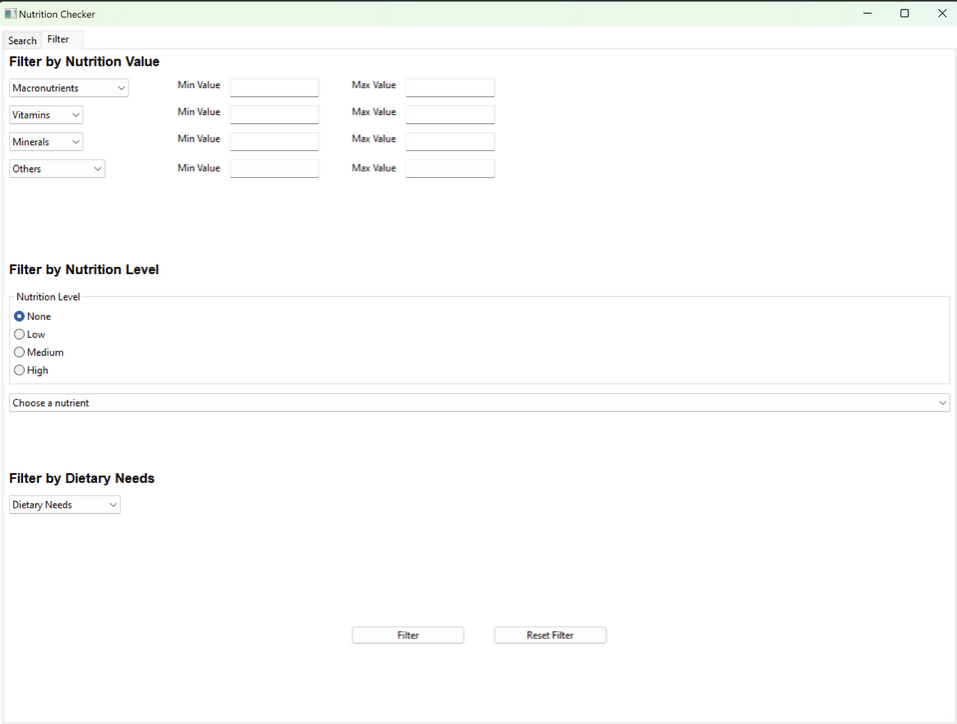 Nutrition Checker
Search Filter
Filter by Nutrition Value
Macronutrients Min Value Max Value
Vitamins Min Value Max Value
Minerals Min Value Max Value
Others Min Value Max Value
Filter by Nutrition Level
Nutrition Level
None
Low
Medium
High
Choose a nutrient
Filter by Dietary Needs
Dietary Needs
Filter Reset Filter